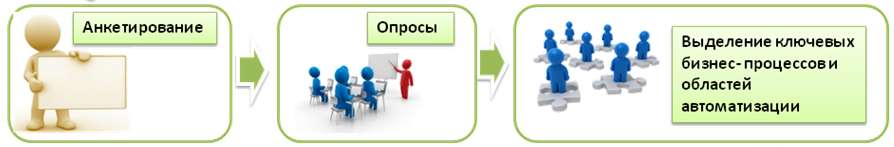 Анкетирование
Опросы
Выделение ключевых
бизнес- процессов и
областей
автоматизации